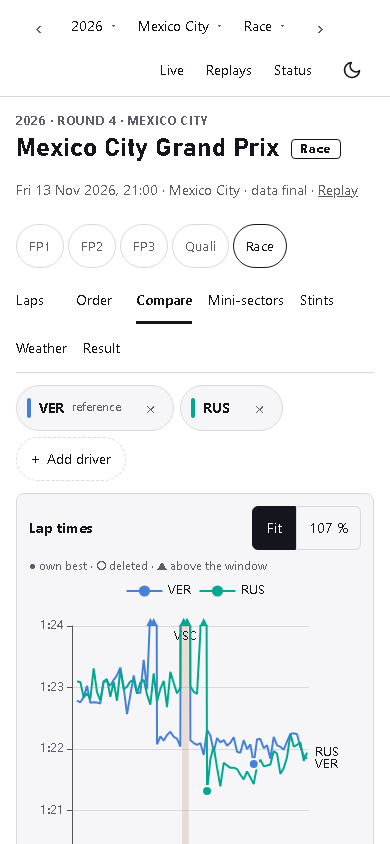 2026 Mexico City Race
Live Replays Status
2026 · ROUND 4 · MEXICO CITY
Mexico City Grand Prix Race
Fri 13 Nov 2026, 21:00 · Mexico City · data final · Replay
FP1 FP2 FP3 Quali Race
Laps Order Compare Mini-sectors Stints
Weather Result
VER reference × RUS ×
+ Add driver
Lap times Fit 107 %
● own best · ○ deleted · ▲ above the window
VER RUS
1:24
VSC
1:23
1:22
RUS
VER
1:21